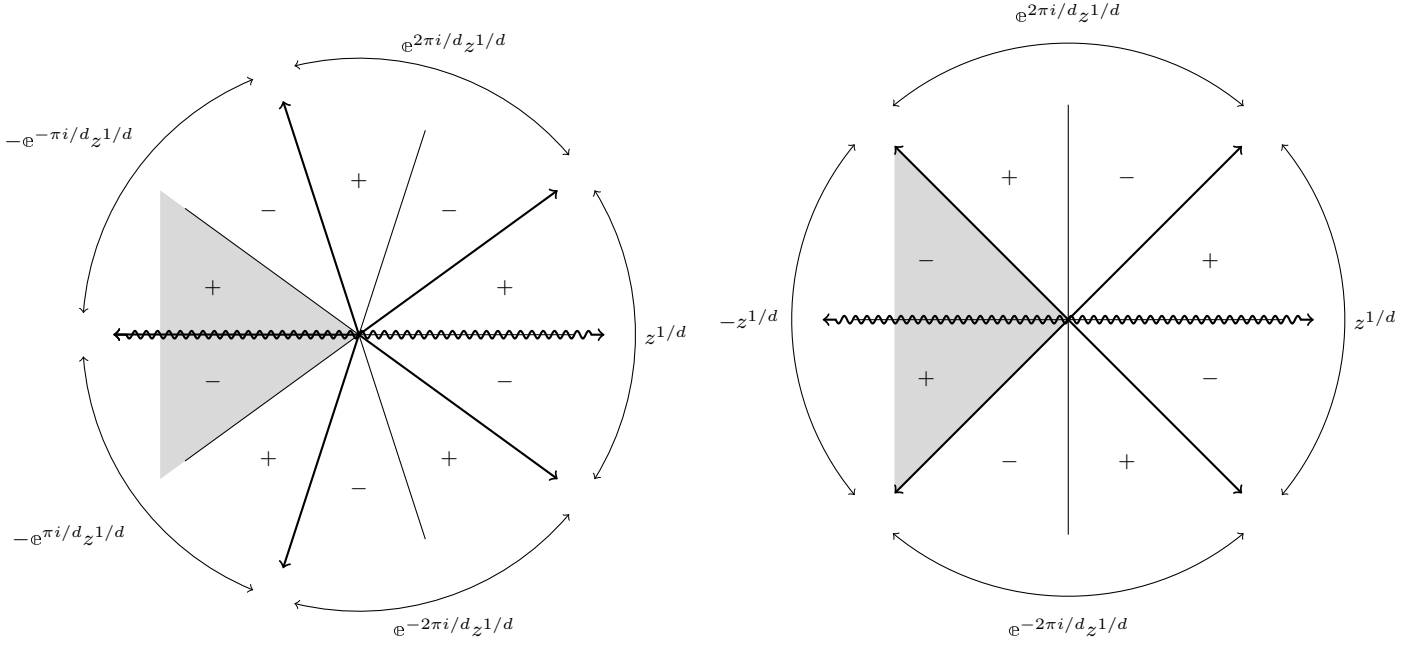 𝕖^{2πi/d}z^{1/d}
-𝕖^{-πi/d}z^{1/d}
+
-
-
+
+
z^{1/d}
-
-
+
+
-
-𝕖^{πi/d}z^{1/d}
𝕖^{-2πi/d}z^{1/d}
𝕖^{2πi/d}z^{1/d}
+
-
-
+
-z^{1/d}
z^{1/d}
+
-
-
+
𝕖^{-2πi/d}z^{1/d}